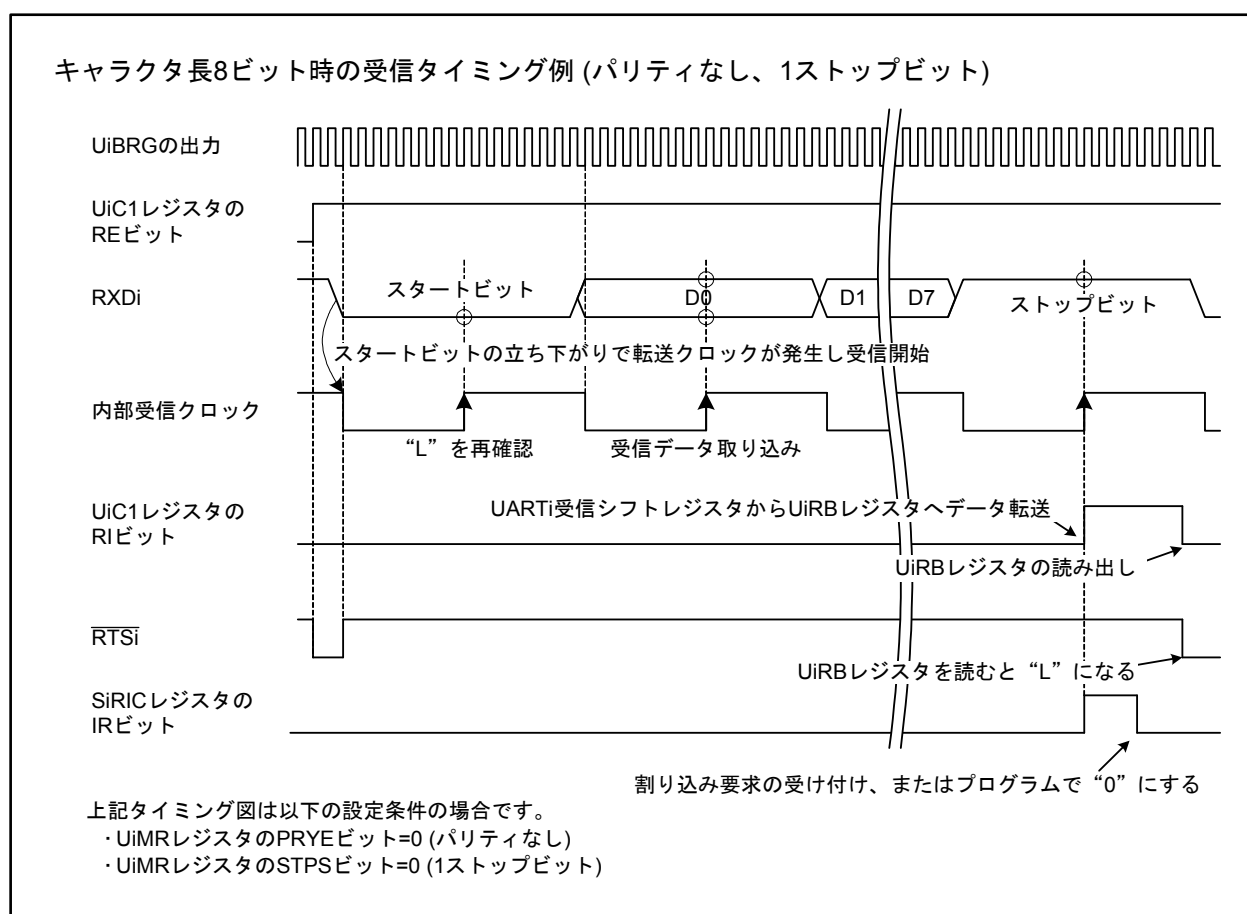 キャラクタ長8ビット時の受信タイミング例 (パリティなし、1ストップビット)
UiBRGの出力
UiC1レジスタの
REビット
RXDi
スタートビット
D0
D1
D7
ストップビット
スタートビットの立ち下がりで転送クロックが発生し受信開始
内部受信クロック
“L”を再確認
受信データ取り込み
UiC1レジスタの
RIビット
UARTi受信シフトレジスタからUiRBレジスタへデータ転送
UiRBレジスタの読み出し
RTSi
UiRBレジスタを読むと“L”になる
SiRICレジスタの
IRビット
割り込み要求の受け付け、またはプログラムで“0”にする
上記タイミング図は以下の設定条件の場合です。
・UiMRレジスタのPRYEビット=0 (パリティなし)
・UiMRレジスタのSTPSビット=0 (1ストップビット)